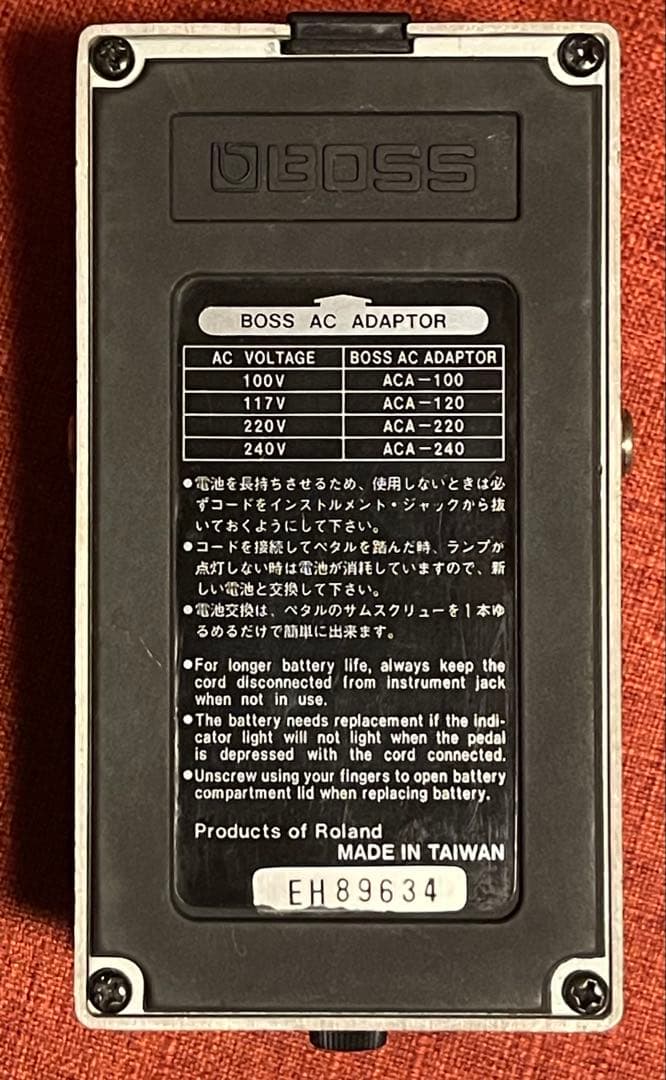 BOSS
BOSS AC ADAPTOR
AC VOLTAGE BOSS AC ADAPTOR
100V ACA-100
117V ACA-120
220V ACA-220
240V ACA-240
●電池を長持ちさせるため、使用しないときは必
ずコードをインストルメント・ジャックから抜
いておくようにして下さい。
●コードを接続してペタルを踏んだ時、ランプが
点灯しない時は電池が消耗していますので、新
しい電池と交換して下さい。
●電池交換は、ペタルのサムスクリューを1本ゆ
るめるだけで簡単に出来ます。
●For longer battery life, always keep the
cord disconnected from instrument jack
when not in use.
●The battery needs replacement if the indi-
cator light will not light when the pedal
is depressed with the cord connected.
●Unscrew using your fingers to open battery
compartment lid when replacing battery.
Products of Roland
MADE IN TAIWAN
EH89634